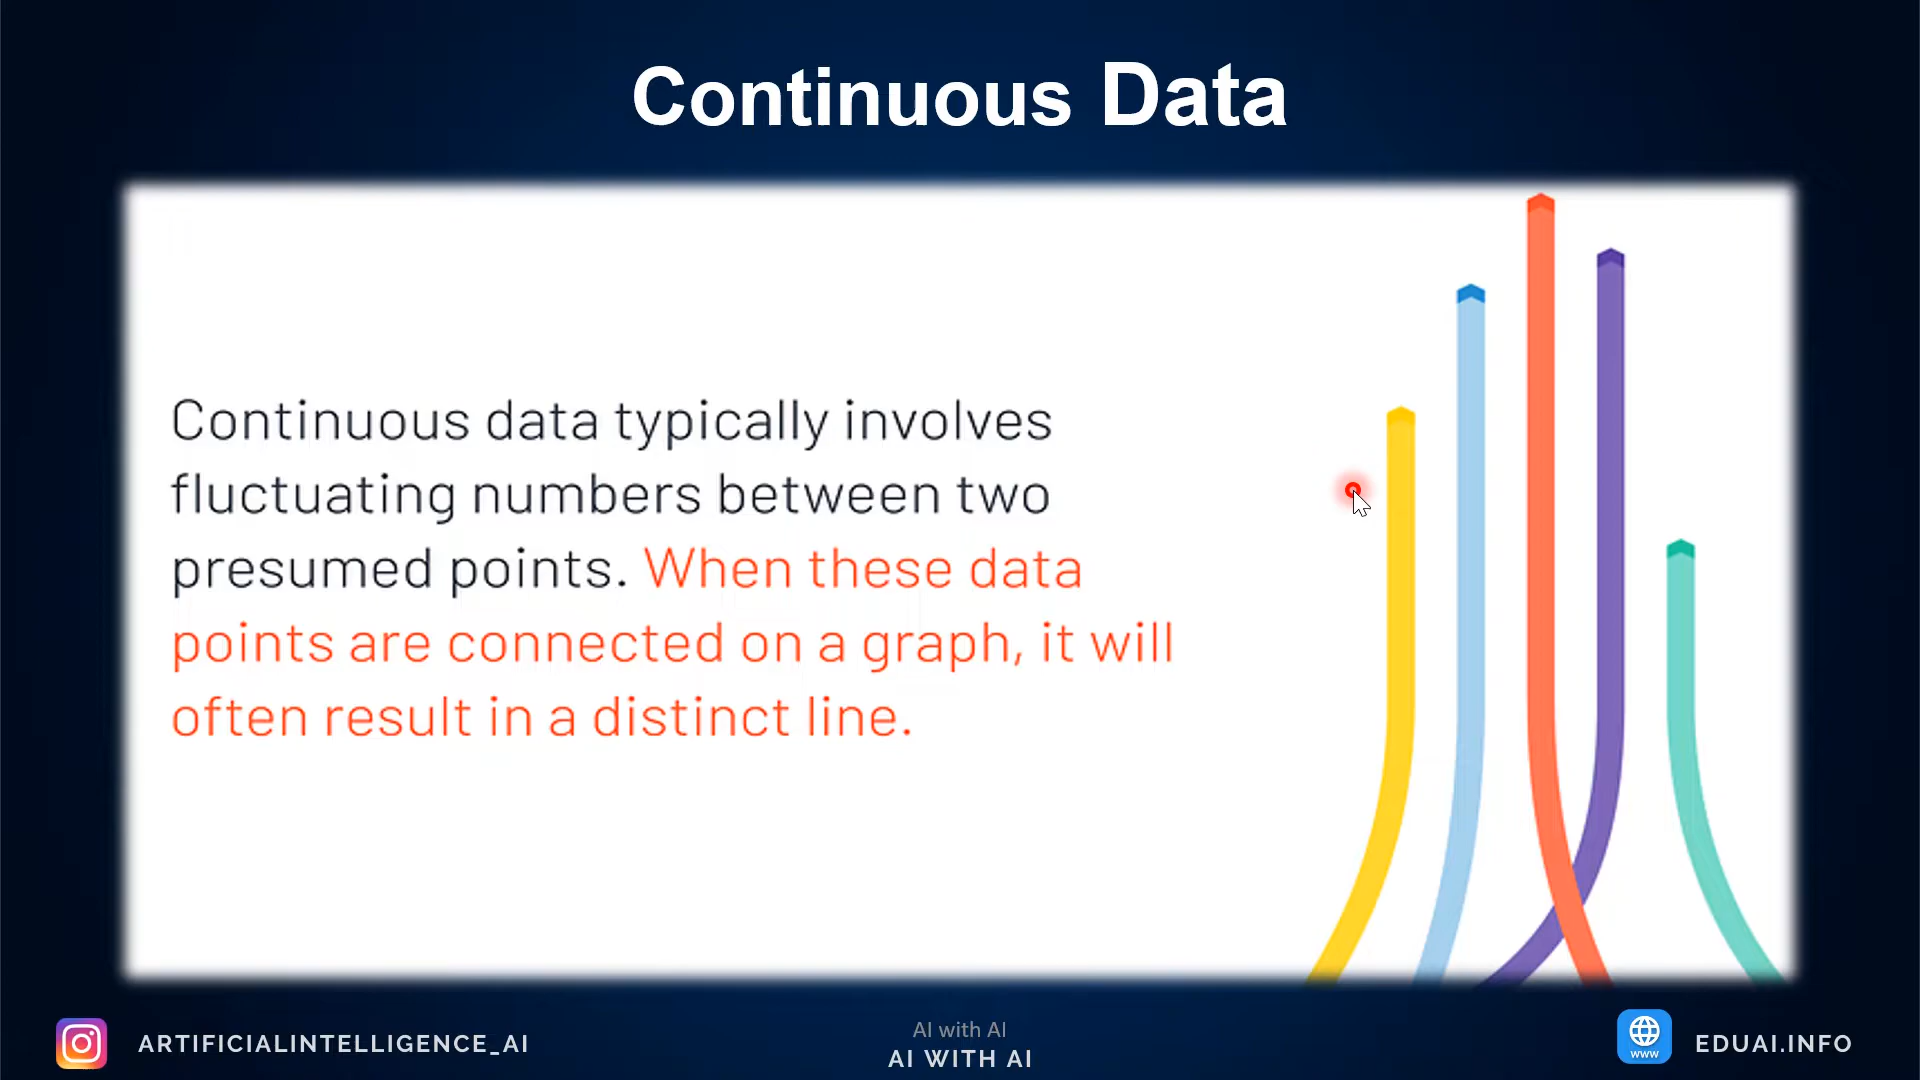 Continuous Data
Continuous data typically involves
fluctuating numbers between two
presumed points. When these data
points are connected on a graph, it will
often result in a distinct line.
ARTIFICIALINTELLIGENCE_AI
AI with AI
AI WITH AI
www
EDUAI.INFO